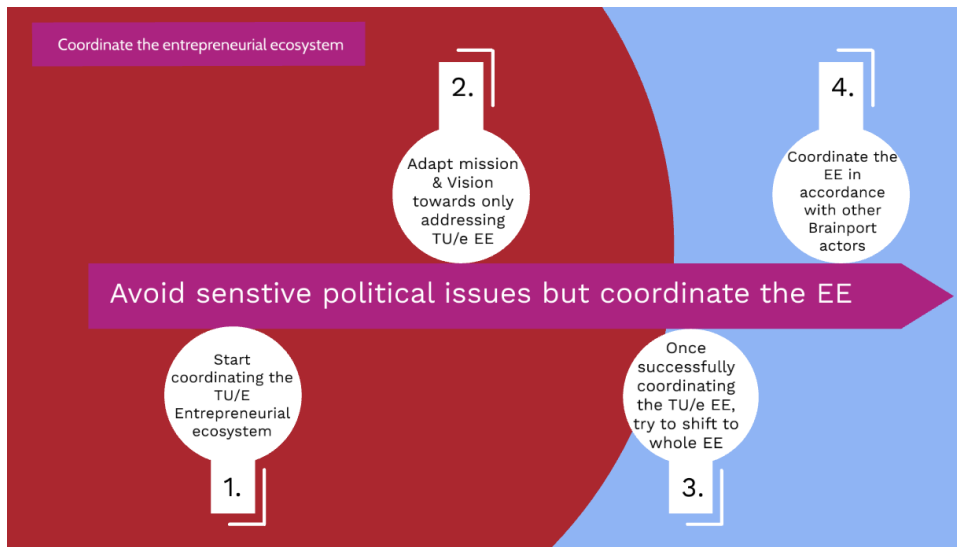 Coordinate the entrepreneurial ecosystem
2.
Adapt mission
& Vision
towards only
addressing
TU/e EE
4.
Coordinate the
EE in
accordance
with other
Brainport
actors
Avoid senstive political issues but coordinate the EE
Start
coordinating the
TU/E
Entrepreneurial
ecosystem
1.
Once
successfully
coordinating
the TU/e EE,
try to shift to
whole EE
3.